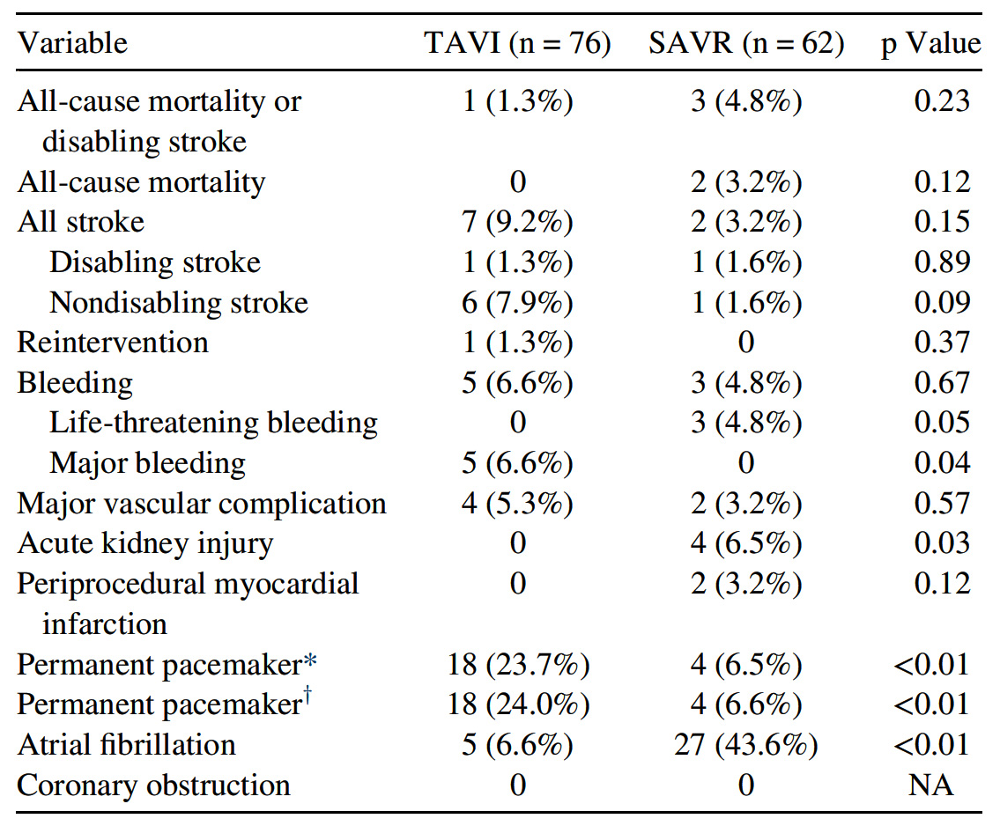 Variable TAVI (n = 76) SAVR (n = 62) p Value
All-cause mortality or 1 (1.3%) 3 (4.8%) 0.23
disabling stroke
All-cause mortality 0 2 (3.2%) 0.12
All stroke 7 (9.2%) 2 (3.2%) 0.15
Disabling stroke 1 (1.3%) 1 (1.6%) 0.89
Nondisabling stroke 6 (7.9%) 1 (1.6%) 0.09
Reintervention 1 (1.3%) 0 0.37
Bleeding 5 (6.6%) 3 (4.8%) 0.67
Life-threatening bleeding 0 3 (4.8%) 0.05
Major bleeding 5 (6.6%) 0 0.04
Major vascular complication 4 (5.3%) 2 (3.2%) 0.57
Acute kidney injury 0 4 (6.5%) 0.03
Periprocedural myocardial 0 2 (3.2%) 0.12
infarction
Permanent pacemaker* 18 (23.7%) 4 (6.5%) <0.01
Permanent pacemaker† 18 (24.0%) 4 (6.6%) <0.01
Atrial fibrillation 5 (6.6%) 27 (43.6%) <0.01
Coronary obstruction 0 0 NA